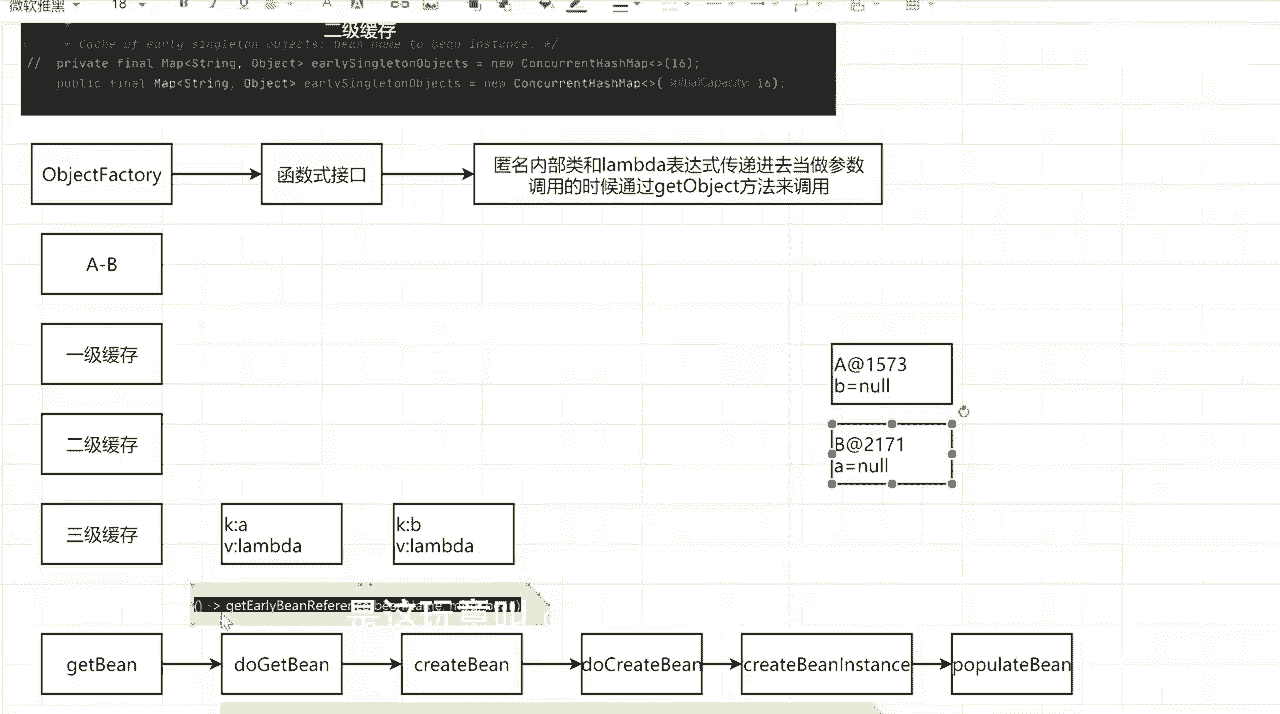 微软雅黑 18
二级缓存
* Cache of early singleton objects: bean name to bean instance. */
// private final Map<String, Object> earlySingletonObjects = new ConcurrentHashMap<>(16);
public final Map<String, Object> earlySingletonObjects = new ConcurrentHashMap<>( initialCapacity: 16);
ObjectFactory
函数式接口
匿名内部类和lambda表达式传递进去当做参数
调用的时候通过getObject方法来调用
A-B
一级缓存
A@1573
b=null
二级缓存
B@2171
a=null
三级缓存
k:a
v:lambda
k:b
v:lambda
() -> getEarlyBeanReference
getBean
doGetBean
createBean
doCreateBean
createBeanInstance
populateBean